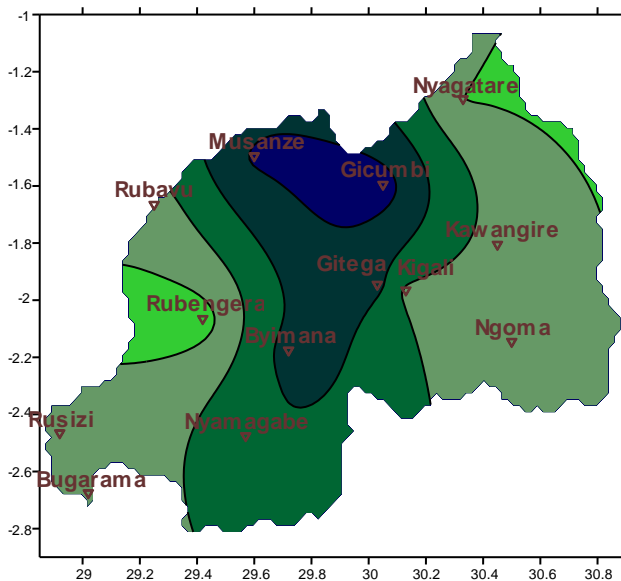 -1
-1.2
Nyagatare
-1.4
Musanze
Gicumbi
-1.6
Rubavu
Kawangire
-1.8
Gitega
Kigali
-2
Rubengera
Byimana
Ngoma
-2.2
-2.4
Rusizi
Nyamagabe
-2.6
Bugarama
-2.8
29 29.2 29.4 29.6 29.8 30 30.2 30.4 30.6 30.8